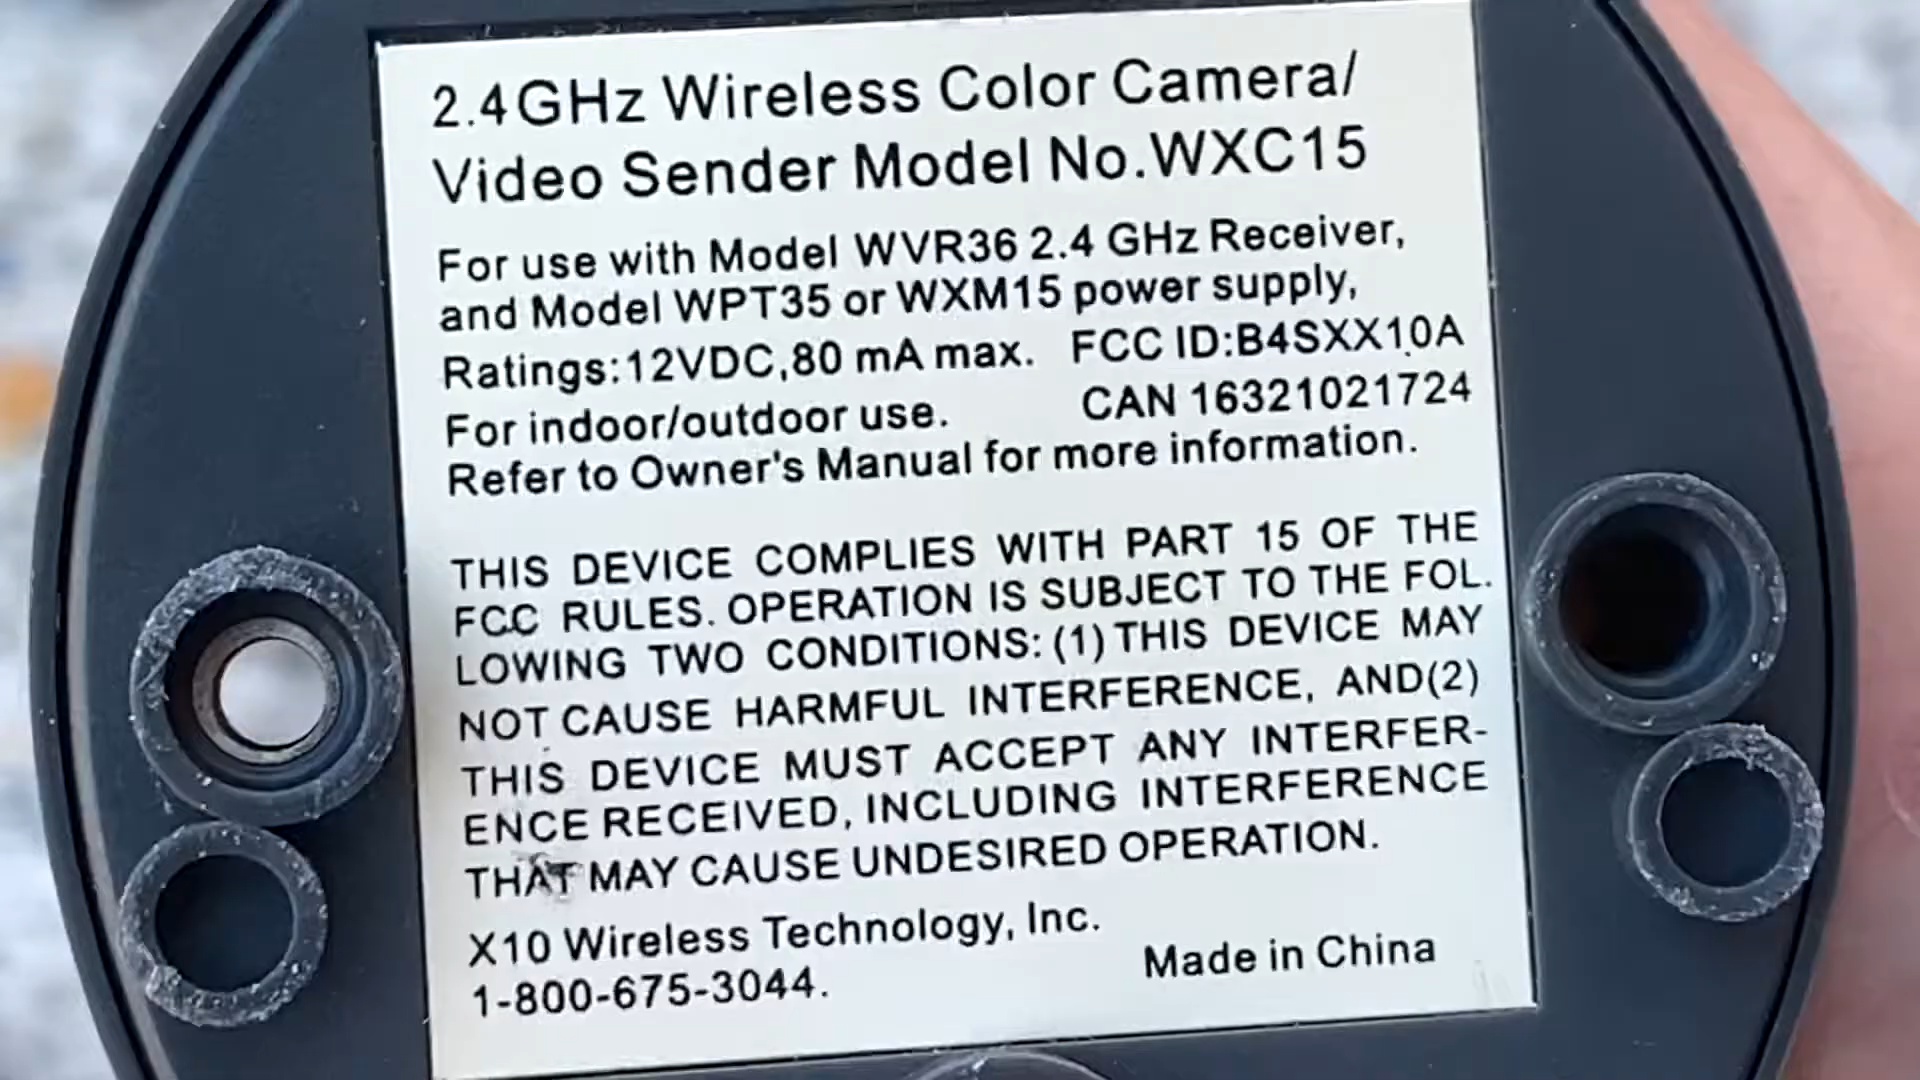 2.4GHz Wireless Color Camera/
Video Sender Model No.WXC15
For use with Model WVR36 2.4 GHz Receiver,
and Model WPT35 or WXM15 power supply,
Ratings:12VDC,80 mA max. FCC ID:B4SXX10A
For indoor/outdoor use. CAN 16321021724
Refer to Owner's Manual for more information.
THIS DEVICE COMPLIES WITH PART 15 OF THE
FCC RULES. OPERATION IS SUBJECT TO THE FOL.
LOWING TWO CONDITIONS: (1) THIS DEVICE MAY
NOT CAUSE HARMFUL INTERFERENCE, AND(2)
THIS DEVICE MUST ACCEPT ANY INTERFER-
ENCE RECEIVED, INCLUDING INTERFERENCE
THAT MAY CAUSE UNDESIRED OPERATION.
X10 Wireless Technology, Inc.
1-800-675-3044.
Made in China